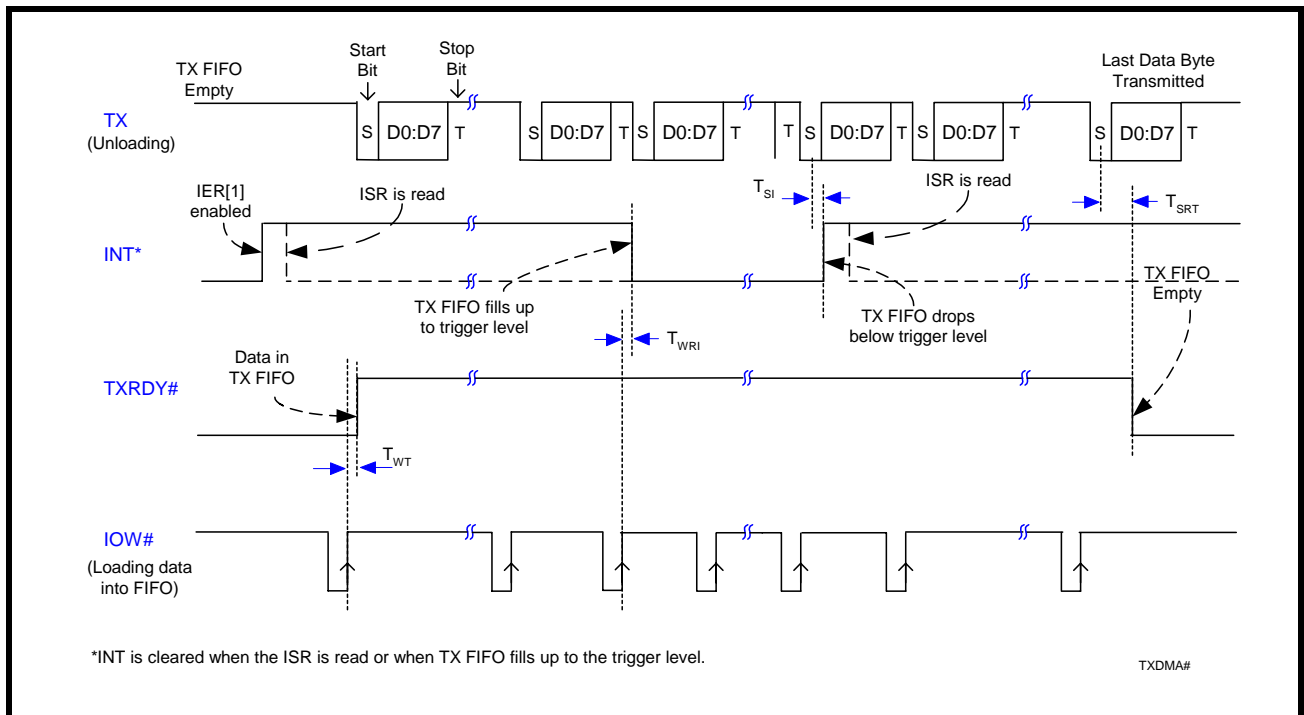 TX FIFO
Empty
Start
Bit
Stop
Bit
Last Data Byte
Transmitted
TX
(Unloading)
S D0:D7 T S D0:D7 T S D0:D7 T T S D0:D7 T S D0:D7 T S D0:D7 T
IER[1]
enabled
ISR is read
TSI
ISR is read
TSRT
INT*
TX FIFO fills up
to trigger level
TX FIFO drops
below trigger level
TX FIFO
Empty
TWRI
Data in
TX FIFO
TXRDY#
TWT
IOW#
(Loading data
into FIFO)
*INT is cleared when the ISR is read or when TX FIFO fills up to the trigger level.
TXDMA#